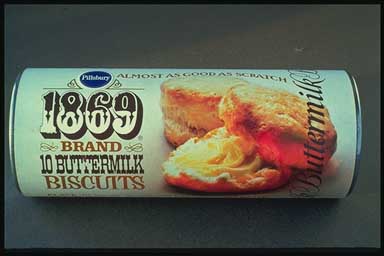 Pillsbury
ALMOST AS GOOD AS SCRATCH
1869
BRAND
10 BUTTERMILK
BISCUITS
Buttermilk